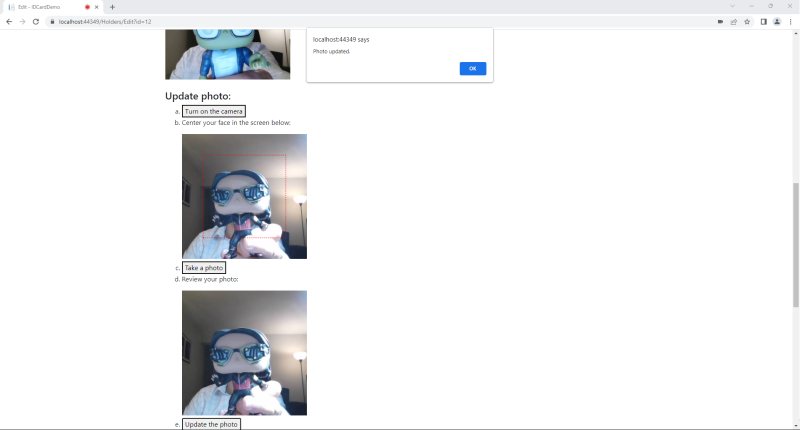 Edit - IDCardDemo
localhost:44349/Holders/Edit?id=12
localhost:44349 says
Photo updated.
OK
Update photo:
a. Turn on the camera
b. Center your face in the screen below:
c. Take a photo
d. Review your photo:
e. Update the photo